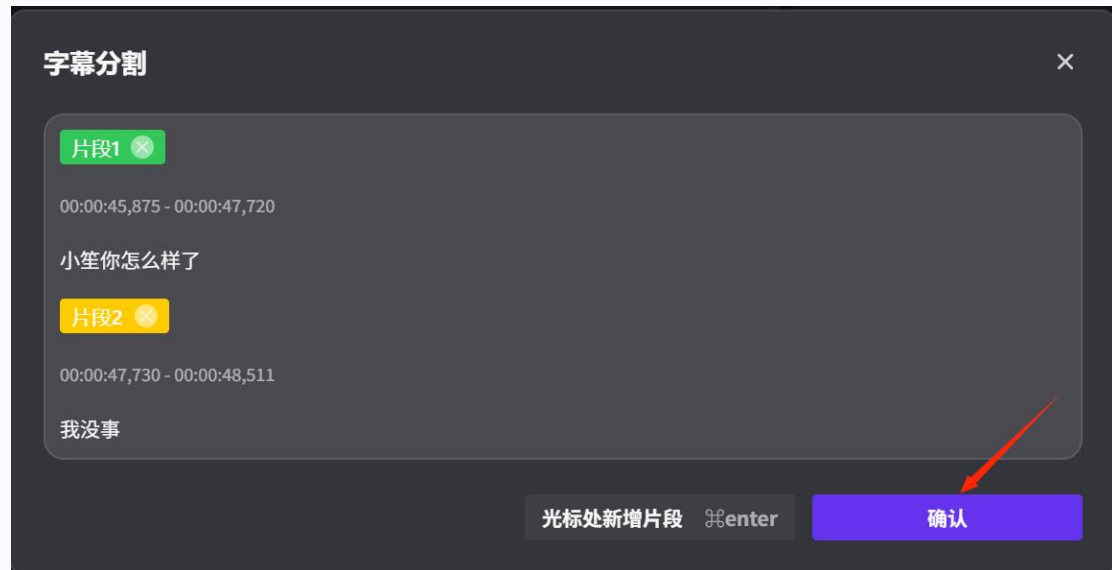 字幕分割
片段1
00:00:45,875 - 00:00:47,720
小笙你怎么样了
片段2
00:00:47,730 - 00:00:48,511
我没事
光标处新增片段 ⌘enter 确认